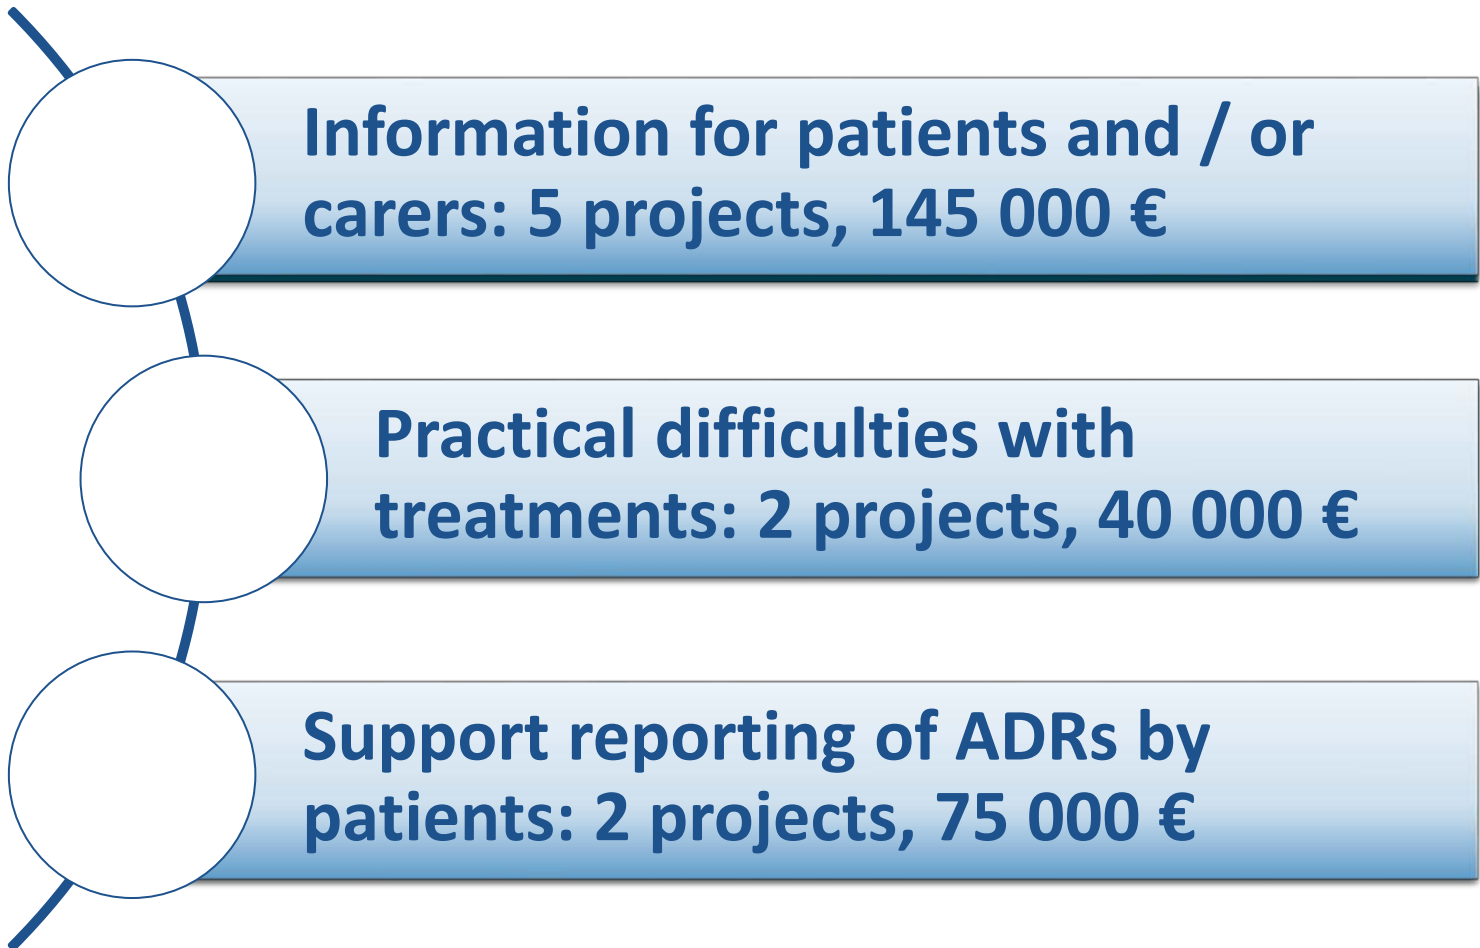 Information for patients and / or
carers: 5 projects, 145 000 €
Practical difficulties with
treatments: 2 projects, 40 000 €
Support reporting of ADRs by
patients: 2 projects, 75 000 €